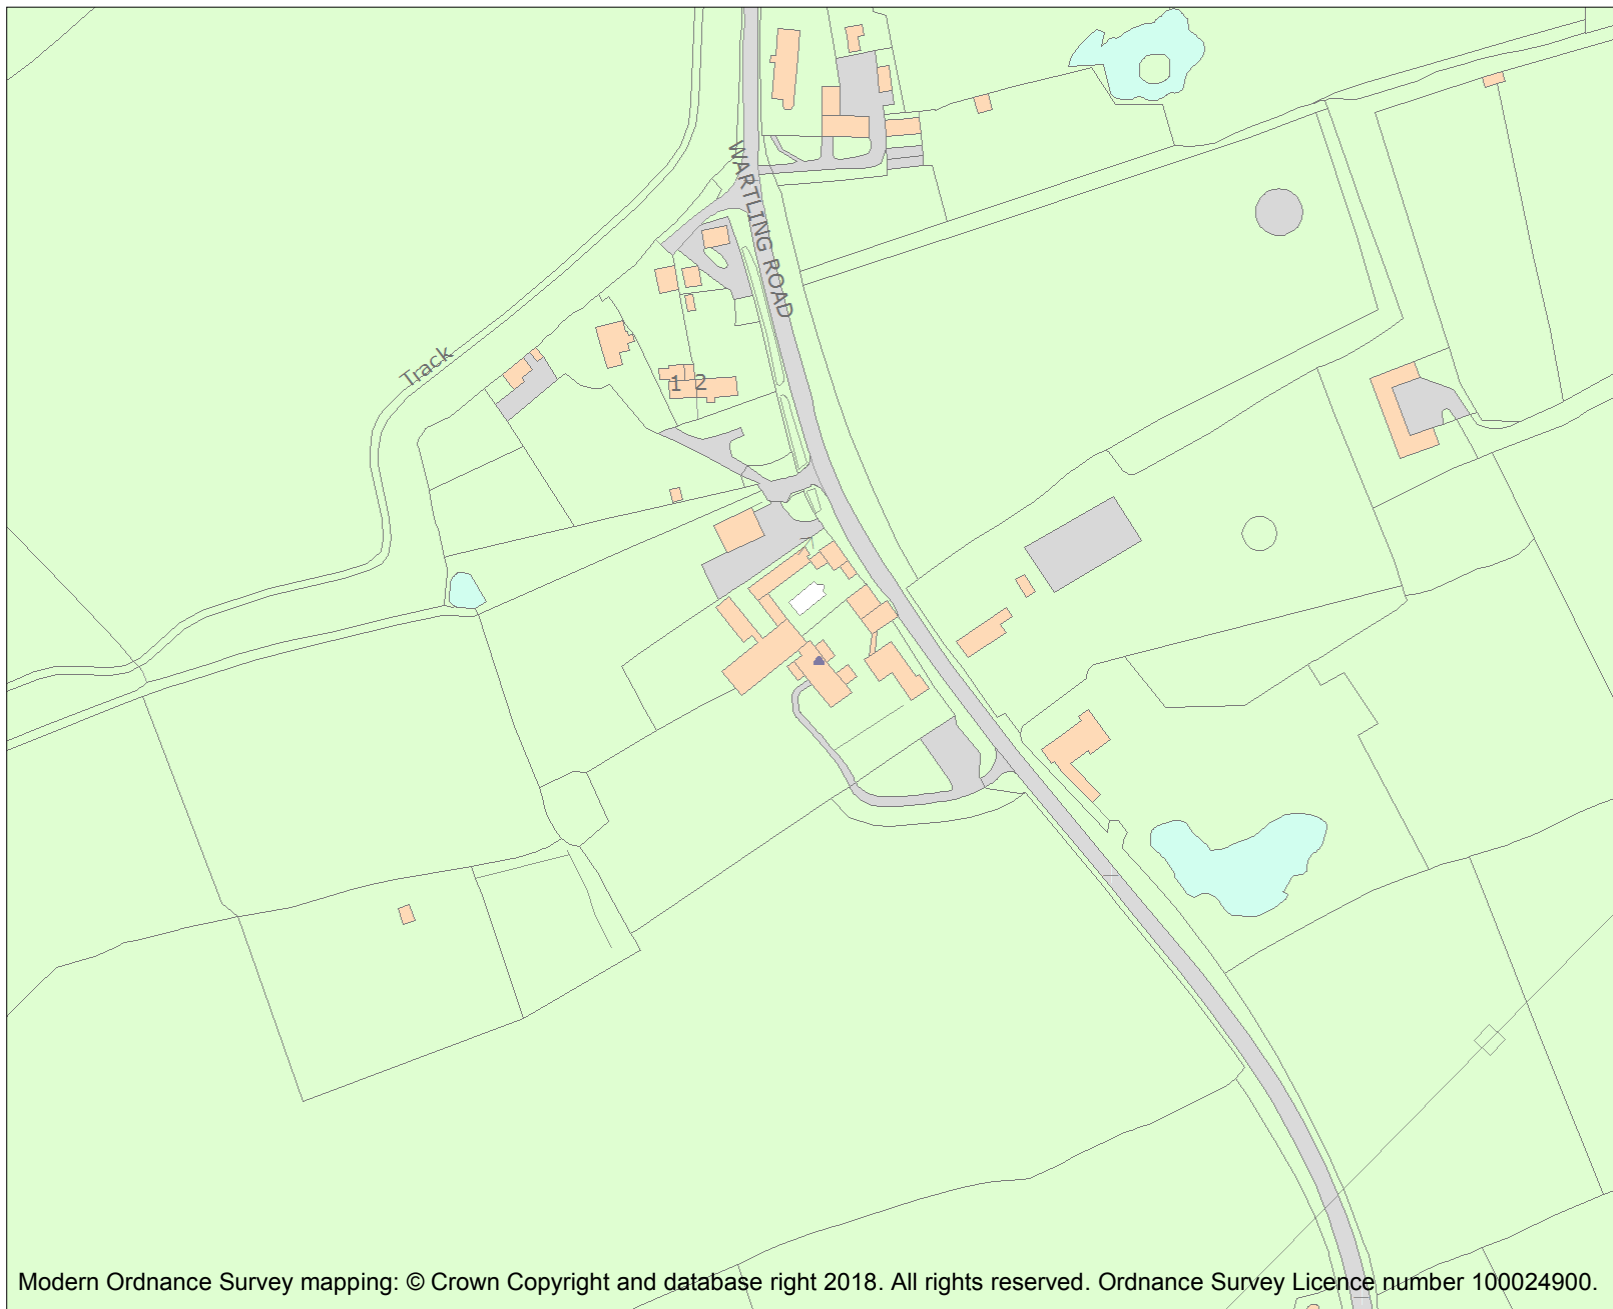 WARTLING ROAD
Track
1 2
Modern Ordnance Survey mapping: © Crown Copyright and database right 2018. All rights reserved. Ordnance Survey Licence number 100024900.